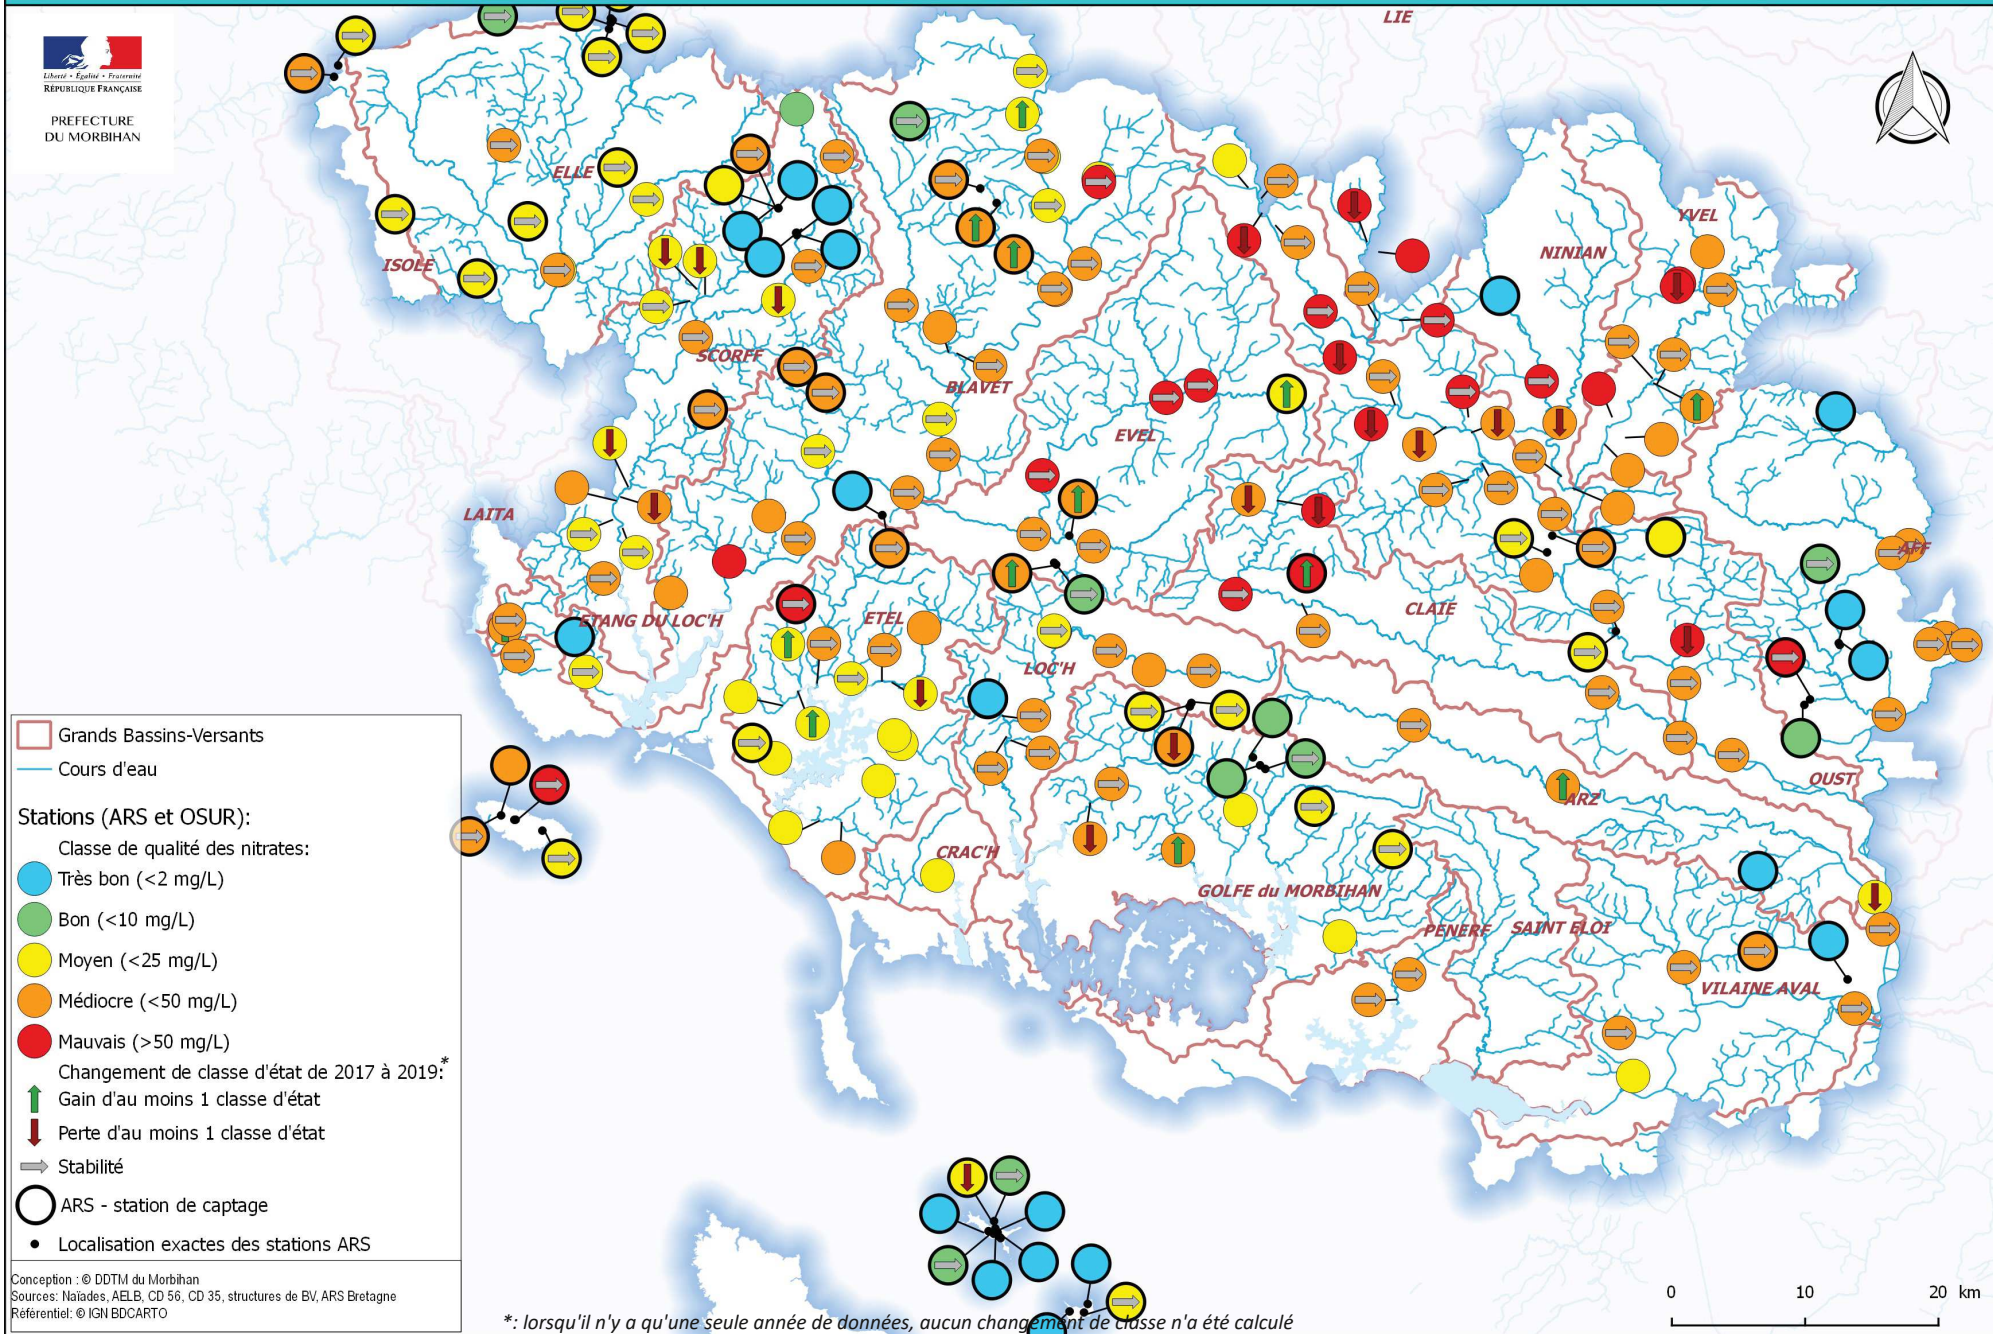 LIE
Liberté • Égalité • Fraternité
RÉPUBLIQUE FRANÇAISE
PREFECTURE
DU MORBIHAN
ELLE
ISOLE
YVEL
NINIAN
SCORFF
BLAVET
EVEL
LAITA
AFF
ETANG DU LOC'H
ETEL
CLAIE
LOC'H
OUST
ARZ
CRAC'H
GOLFE du MORBIHAN
PENERF
SAINT ELOI
VILAINE AVAL
Grands Bassins-Versants
Cours d'eau
Stations (ARS et OSUR):
Classe de qualité des nitrates:
Très bon (<2 mg/L)
Bon (<10 mg/L)
Moyen (<25 mg/L)
Médiocre (<50 mg/L)
Mauvais (>50 mg/L)
Changement de classe d'état de 2017 à 2019:*
Gain d'au moins 1 classe d'état
Perte d'au moins 1 classe d'état
Stabilité
ARS - station de captage
Localisation exactes des stations ARS
Conception : © DDTM du Morbihan
Sources: Naïades, AELB, CD 56, CD 35, structures de BV, ARS Bretagne
Référentiel: © IGN BDCARTO
*: lorsqu'il n'y a qu'une seule année de données, aucun changement de classe n'a été calculé
0 10 20 km